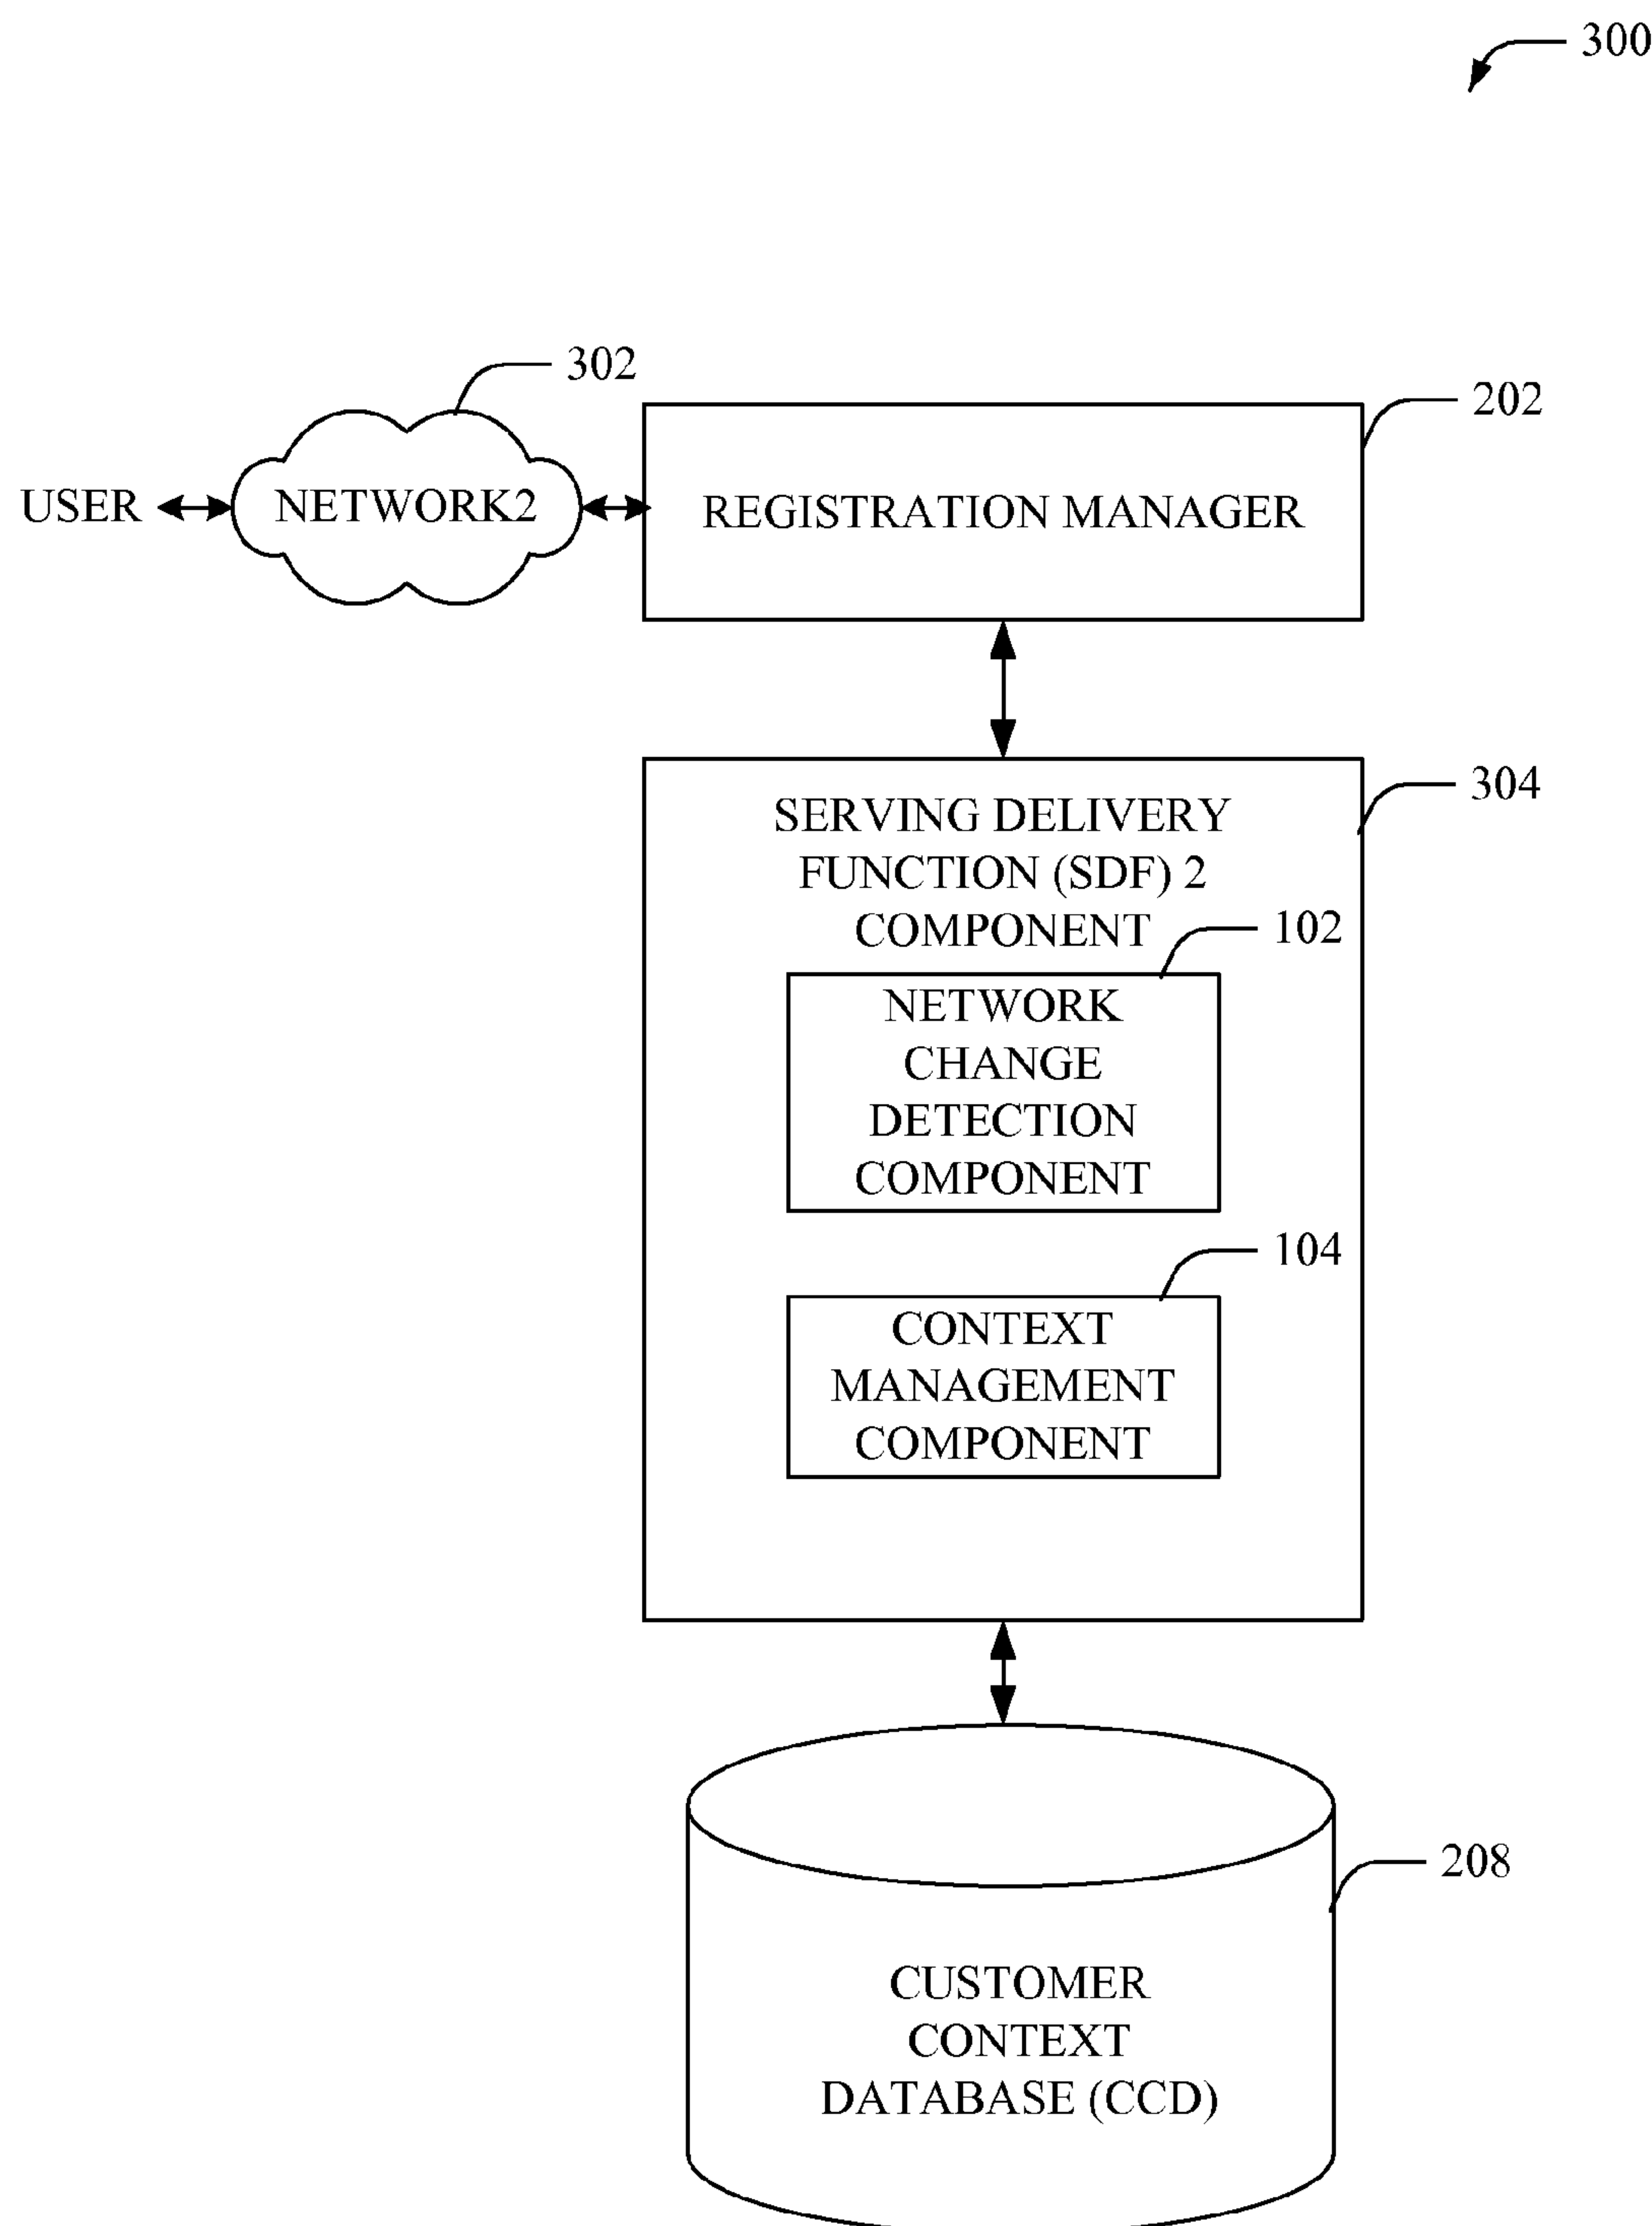 300
302
202
USER
NETWORK2
REGISTRATION MANAGER
304
SERVING DELIVERY
FUNCTION (SDF) 2
COMPONENT
102
NETWORK
CHANGE
DETECTION
COMPONENT
104
CONTEXT
MANAGEMENT
COMPONENT
208
CUSTOMER
CONTEXT
DATABASE (CCD)